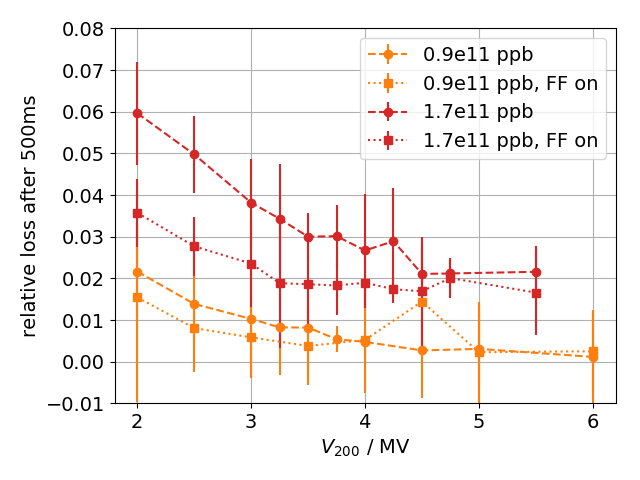 0.08
0.07
0.06
0.05
0.04
0.03
0.02
0.01
0.00
−0.01
relative loss after 500ms
0.9e11 ppb
0.9e11 ppb, FF on
1.7e11 ppb
1.7e11 ppb, FF on
2 3 4 5 6
V200 / MV